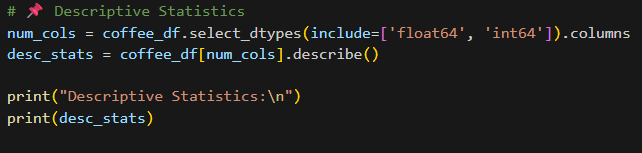 # 📌 Descriptive Statistics
num_cols = coffee_df.select_dtypes(include=['float64', 'int64']).columns
desc_stats = coffee_df[num_cols].describe()
print("Descriptive Statistics:\n")
print(desc_stats)